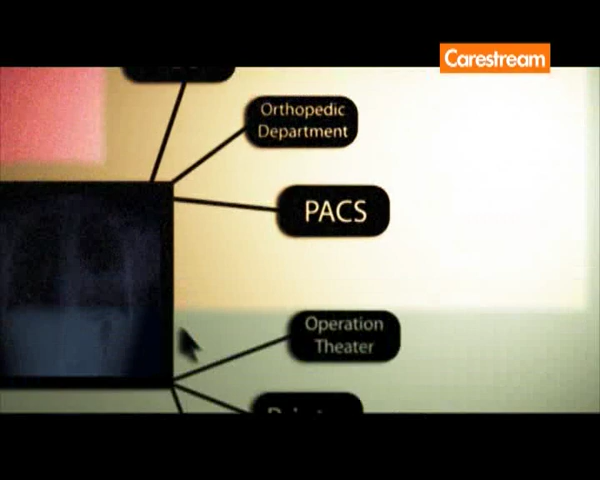 Carestream
Orthopedic
Department
PACS
Operation
Theater